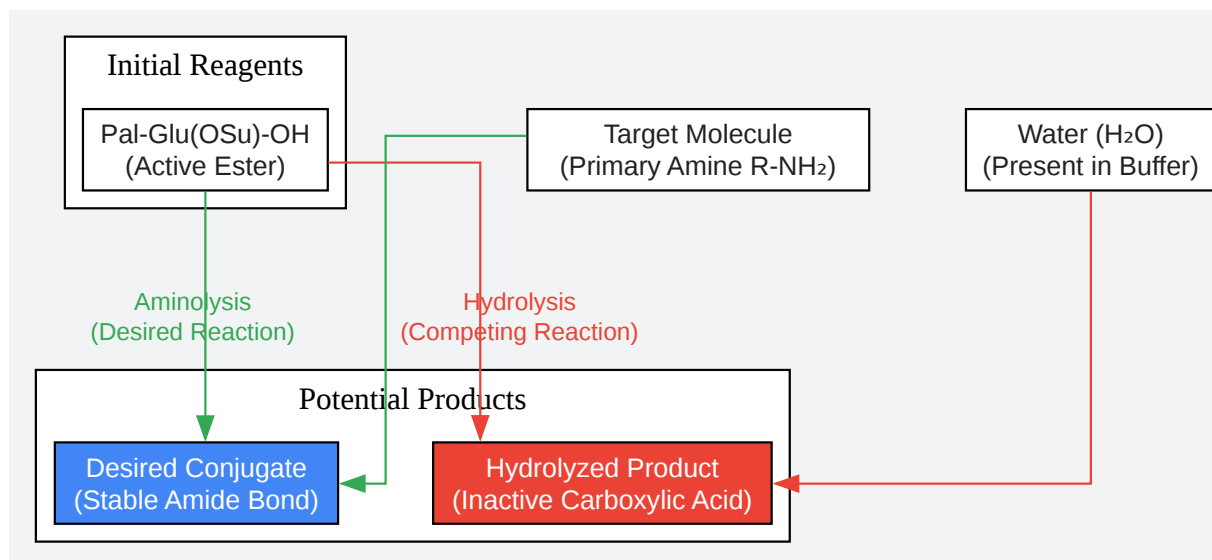 Initial Reagents
Pal-Glu(OSu)-OH
(Active Ester)
Target Molecule
(Primary Amine R-NH₂)
Water (H₂O)
(Present in Buffer)
Aminolysis
(Desired Reaction)
Hydrolysis
(Competing Reaction)
Potential Products
Desired Conjugate
(Stable Amide Bond)
Hydrolyzed Product
(Inactive Carboxylic Acid)